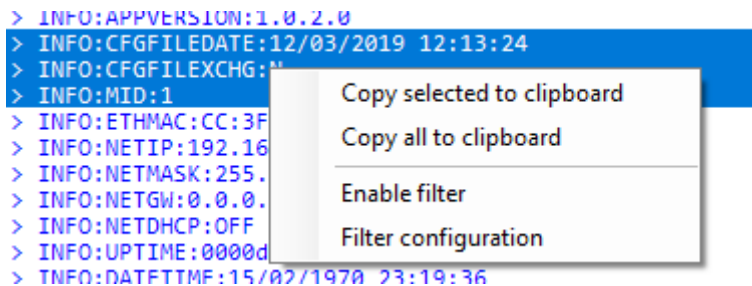 > INFO:APPVERSION:1.0.2.0
> INFO:CFGFILEDATE:12/03/2019 12:13:24
> INFO:CFGFILEXCHG:N
> INFO:MID:1
> INFO:ETHMAC:CC:3F
> INFO:NETIP:192.16
> INFO:NETMASK:255.
> INFO:NETGW:0.0.0.
> INFO:NETDHCP:OFF
> INFO:UPTIME:0000d
> INFO:DATETIME:15/02/1970 23:19:36
Copy selected to clipboard
Copy all to clipboard
Enable filter
Filter configuration